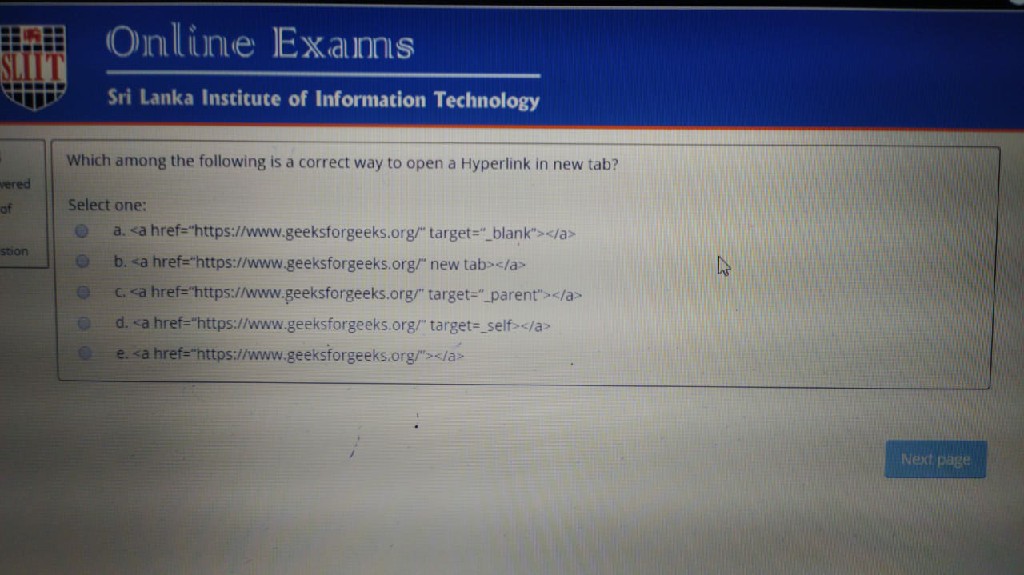 SLIIT
Online Exams
Sri Lanka Institute of Information Technology
vered
of
stion
Which among the following is a correct way to open a Hyperlink in new tab?
Select one:
a. <a href="https://www.geeksforgeeks.org/" target="_blank"></a>
b. <a href="https://www.geeksforgeeks.org/" new tab></a>
c. <a href="https://www.geeksforgeeks.org/" target="_parent"></a>
d. <a href="https://www.geeksforgeeks.org/" target=_self></a>
e. <a href="https://www.geeksforgeeks.org/"></a>
Next page